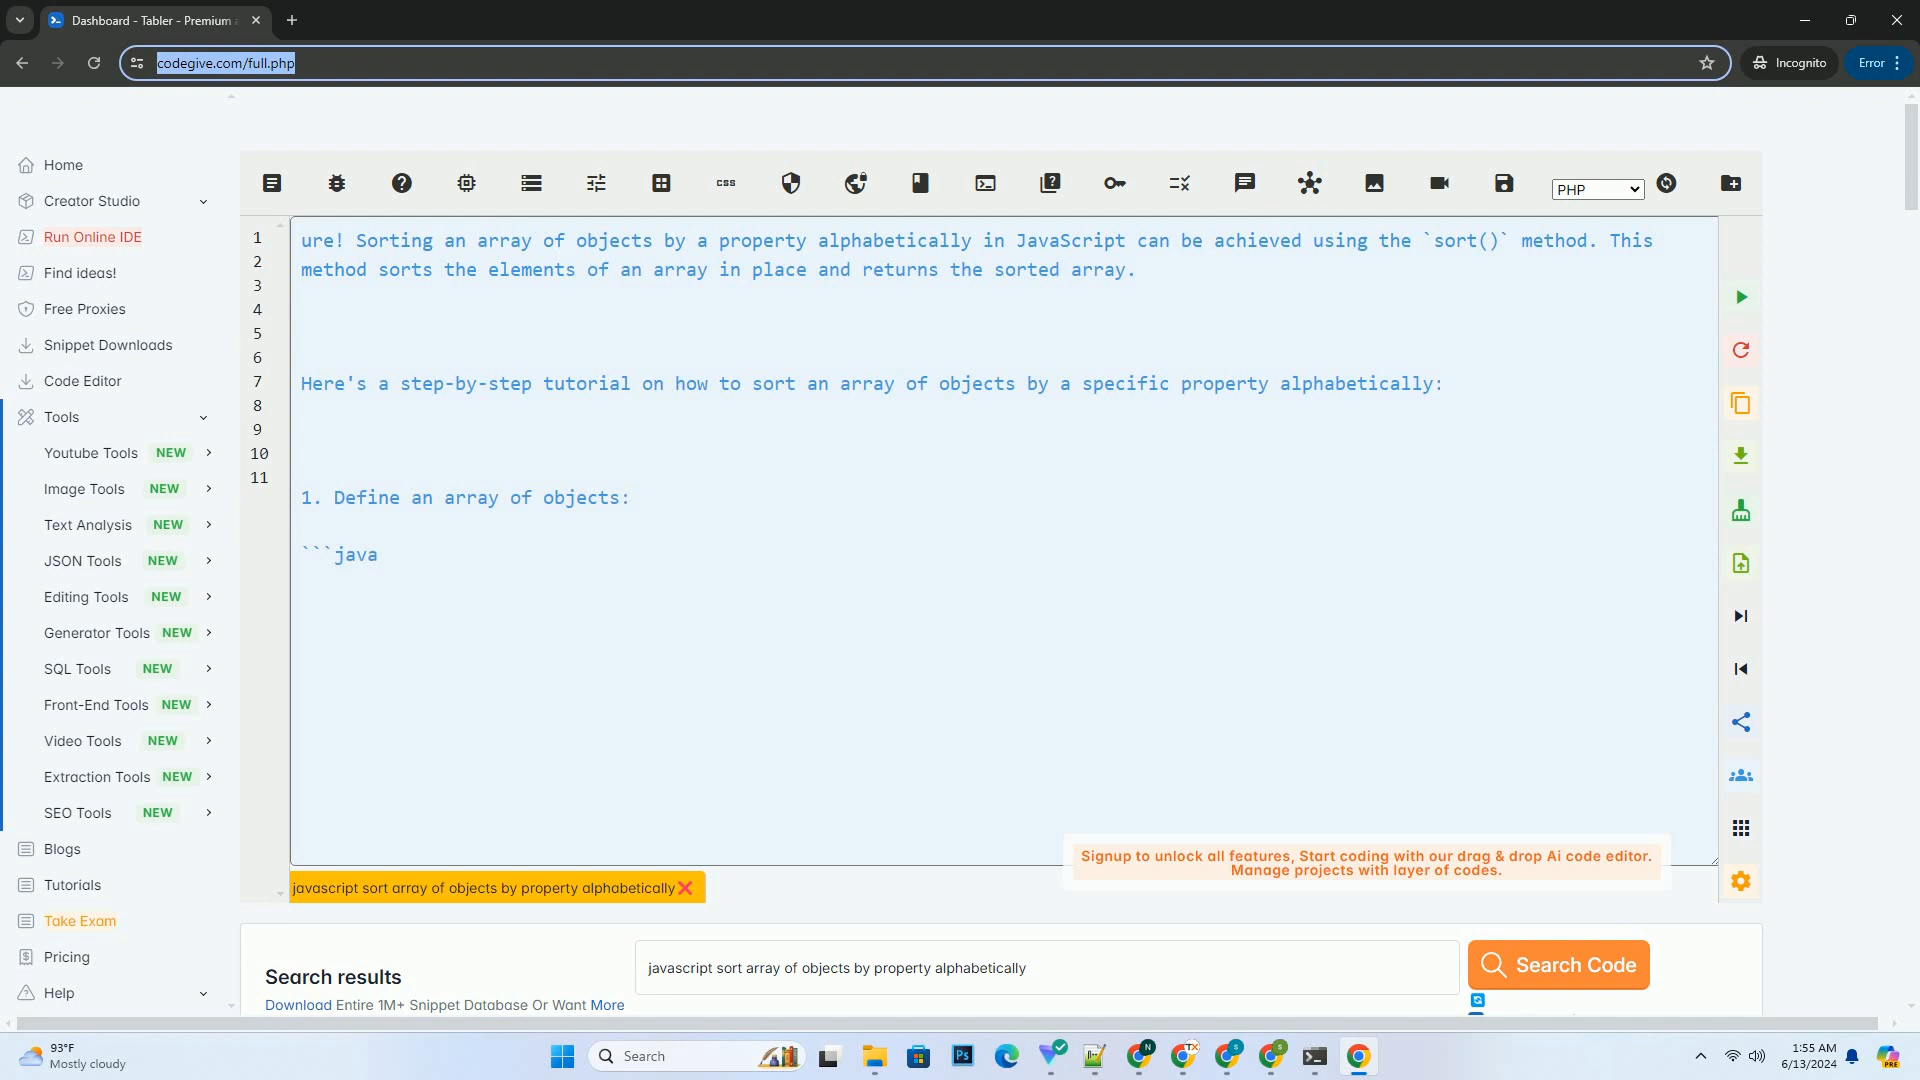 Dashboard - Tabler - Premium
codegive.com/full.php
Incognito
Error
Home
Creator Studio
Run Online IDE
Find ideas!
Free Proxies
Snippet Downloads
Code Editor
Tools
Youtube Tools NEW
Image Tools NEW
Text Analysis NEW
JSON Tools NEW
Editing Tools NEW
Generator Tools NEW
SQL Tools NEW
Front-End Tools NEW
Video Tools NEW
Extraction Tools NEW
SEO Tools NEW
Blogs
Tutorials
Take Exam
Pricing
Help
css
PHP
1
2
3
4
5
6
7
8
9
10
11
ure! Sorting an array of objects by a property alphabetically in JavaScript can be achieved using the `sort()` method. This
method sorts the elements of an array in place and returns the sorted array.
Here's a step-by-step tutorial on how to sort an array of objects by a specific property alphabetically:
1. Define an array of objects:
```java
Signup to unlock all features, Start coding with our drag & drop Ai code editor.
Manage projects with layer of codes.
javascript sort array of objects by property alphabetically
Search results
Download Entire 1M+ Snippet Database Or Want More
javascript sort array of objects by property alphabetically
Search Code
93°F
Mostly cloudy
Search
Ps
N
TX
S
S
1:55 AM
6/13/2024
PRE